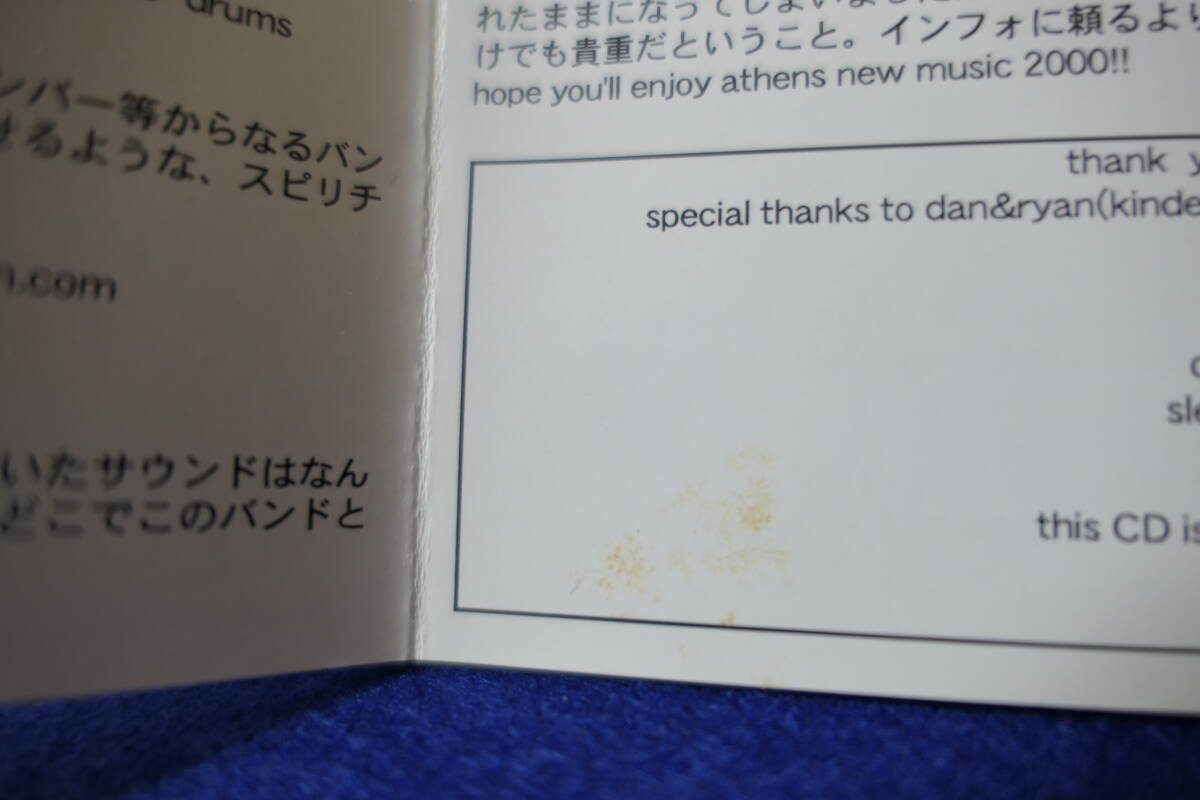 drums
ンバー等からなるバン
せるような、スピリチ
n.com
いたサウンドはなん
どこでこのバンドと
れたままになってしまいました
けでも貴重だということ。インフォに頼るより
hope you'll enjoy athens new music 2000!!
thank y
special thanks to dan&ryan(kinde
sle
this CD is